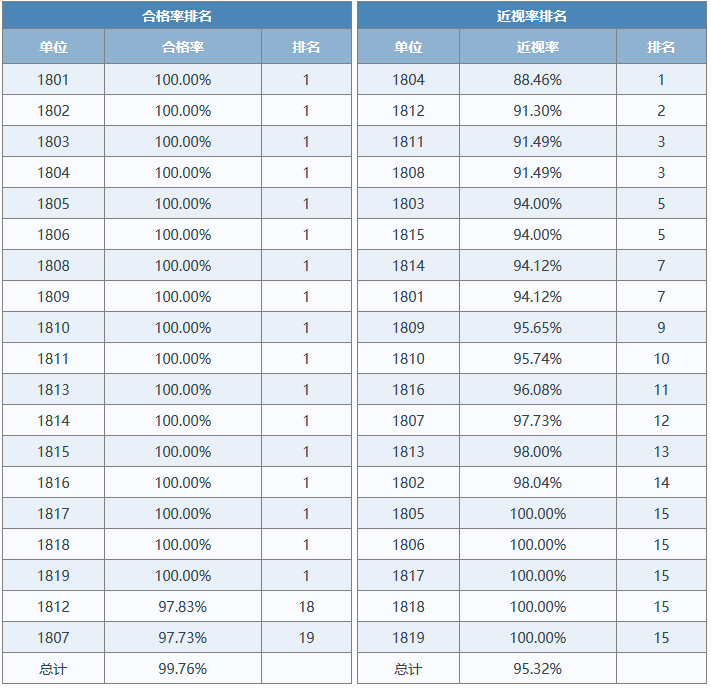 合格率排名
单位 合格率 排名
1801 100.00% 1
1802 100.00% 1
1803 100.00% 1
1804 100.00% 1
1805 100.00% 1
1806 100.00% 1
1808 100.00% 1
1809 100.00% 1
1810 100.00% 1
1811 100.00% 1
1813 100.00% 1
1814 100.00% 1
1815 100.00% 1
1816 100.00% 1
1817 100.00% 1
1818 100.00% 1
1819 100.00% 1
1812 97.83% 18
1807 97.73% 19
总计 99.76%
近视率排名
单位 近视率 排名
1804 88.46% 1
1812 91.30% 2
1811 91.49% 3
1808 91.49% 3
1803 94.00% 5
1815 94.00% 5
1814 94.12% 7
1801 94.12% 7
1809 95.65% 9
1810 95.74% 10
1816 96.08% 11
1807 97.73% 12
1813 98.00% 13
1802 98.04% 14
1805 100.00% 15
1806 100.00% 15
1817 100.00% 15
1818 100.00% 15
1819 100.00% 15
总计 95.32%